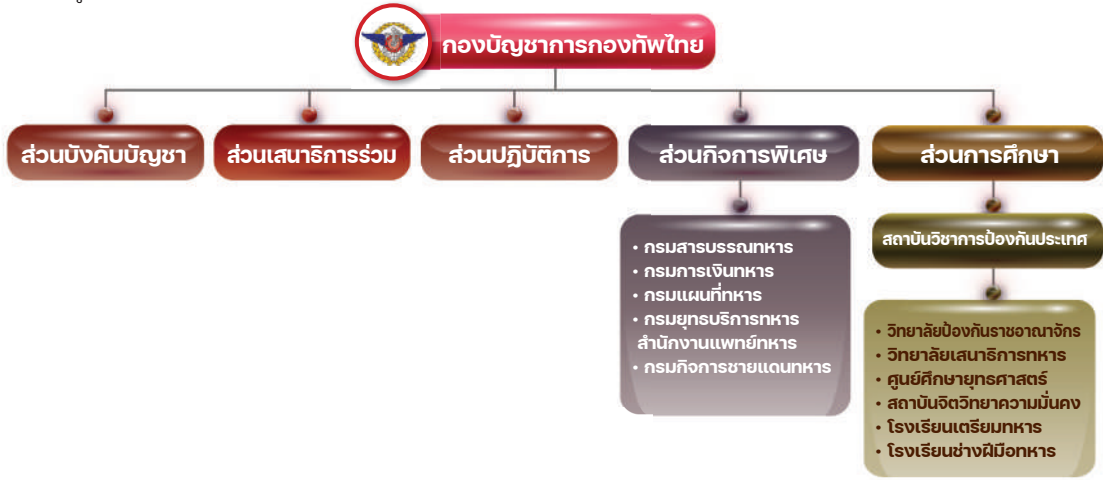 กองบัญชาการกองทัพไทย
ส่วนบังคับบัญชา
ส่วนเสนาธิการร่วม
ส่วนปฏิบัติการ
ส่วนกิจการพิเศษ
ส่วนการศึกษา
• กรมสารบรรณทหาร
• กรมการเงินทหาร
• กรมแผนที่ทหาร
• กรมยุทธบริการทหาร
สำนักงานแพทย์ทหาร
• กรมกิจการชายแดนทหาร
สถาบันวิชาการป้องกันประเทศ
• วิทยาลัยป้องกันราชอาณาจักร
• วิทยาลัยเสนาธิการทหาร
• ศูนย์ศึกษายุทธศาสตร์
• สถาบันจิตวิทยาความมั่นคง
• โรงเรียนเตรียมทหาร
• โรงเรียนช่างฝีมือทหาร